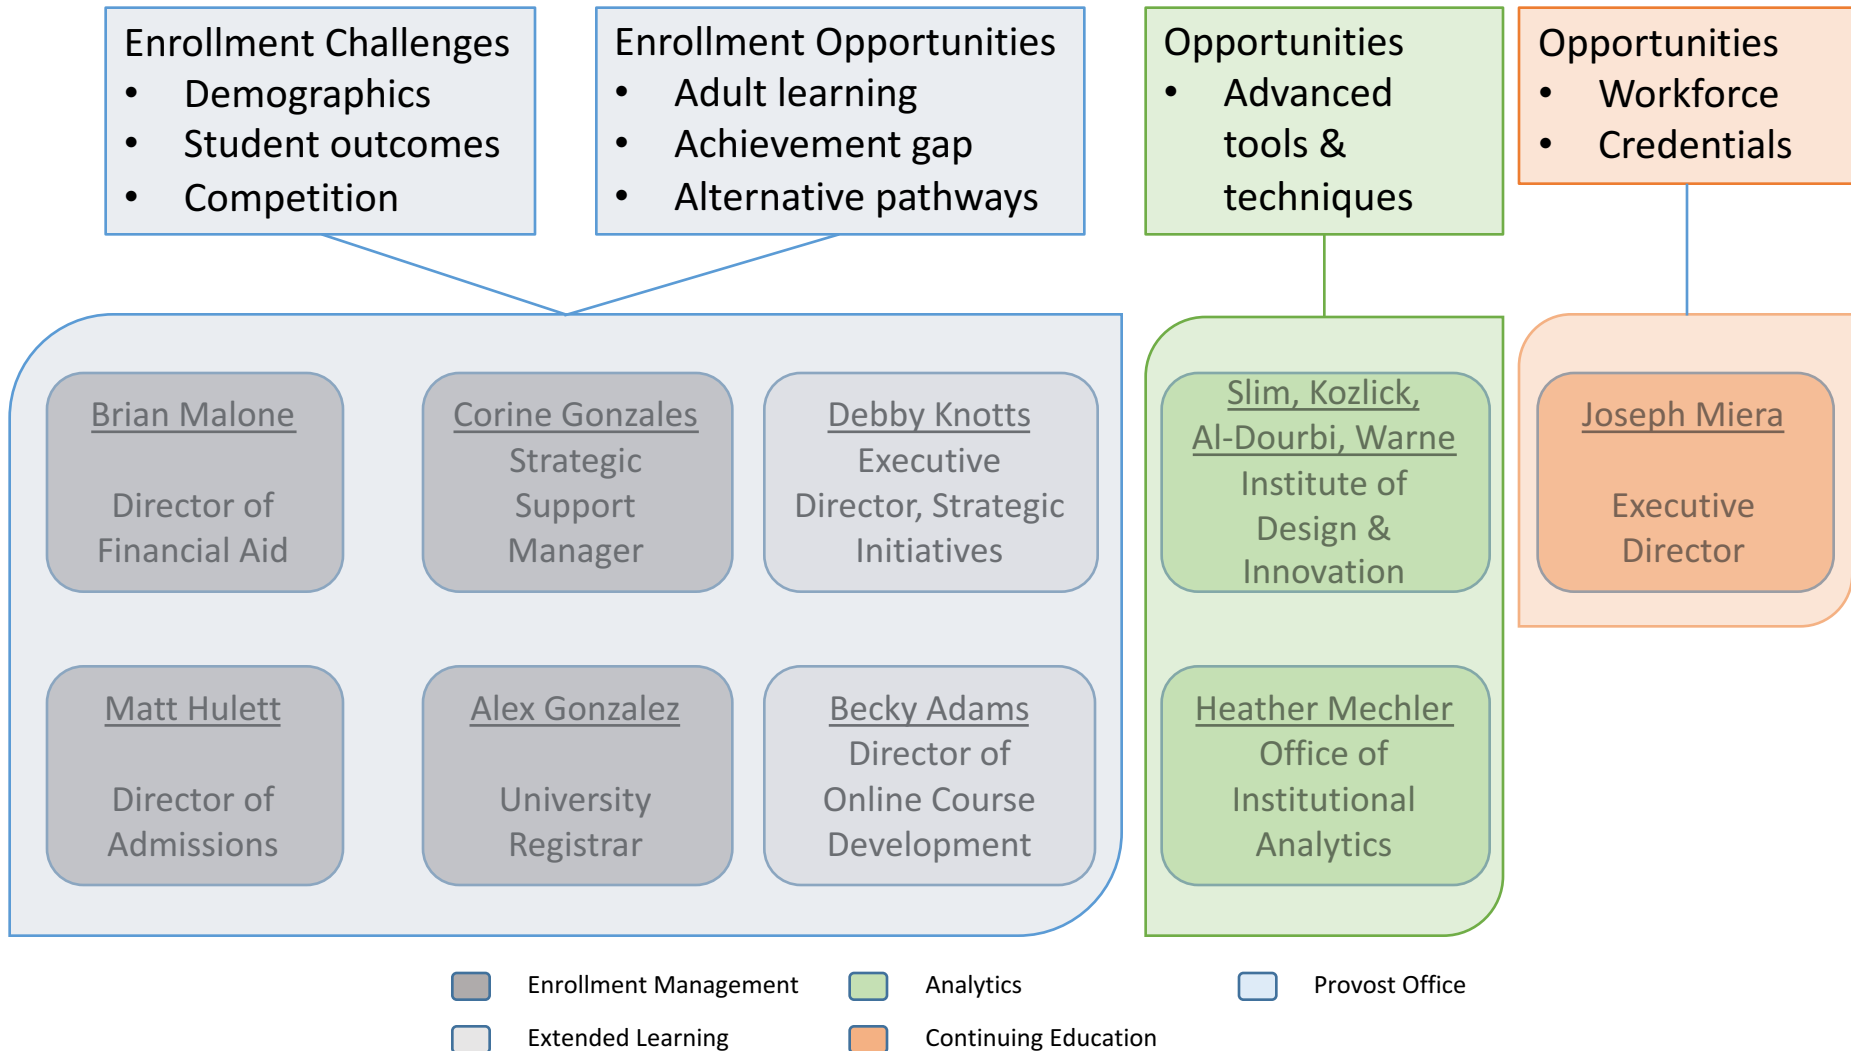 Enrollment Challenges
• Demographics
• Student outcomes
• Competition
Enrollment Opportunities
• Adult learning
• Achievement gap
• Alternative pathways
Opportunities
• Advanced
tools &
techniques
Opportunities
• Workforce
• Credentials
Brian Malone
Director of
Financial Aid
Corine Gonzales
Strategic
Support
Manager
Debby Knotts
Executive
Director, Strategic
Initiatives
Slim, Kozlick,
Al-Dourbi, Warne
Institute of
Design &
Innovation
Joseph Miera
Executive
Director
Matt Hulett
Director of
Admissions
Alex Gonzalez
University
Registrar
Becky Adams
Director of
Online Course
Development
Heather Mechler
Office of
Institutional
Analytics
Enrollment Management
Analytics
Provost Office
Extended Learning
Continuing Education